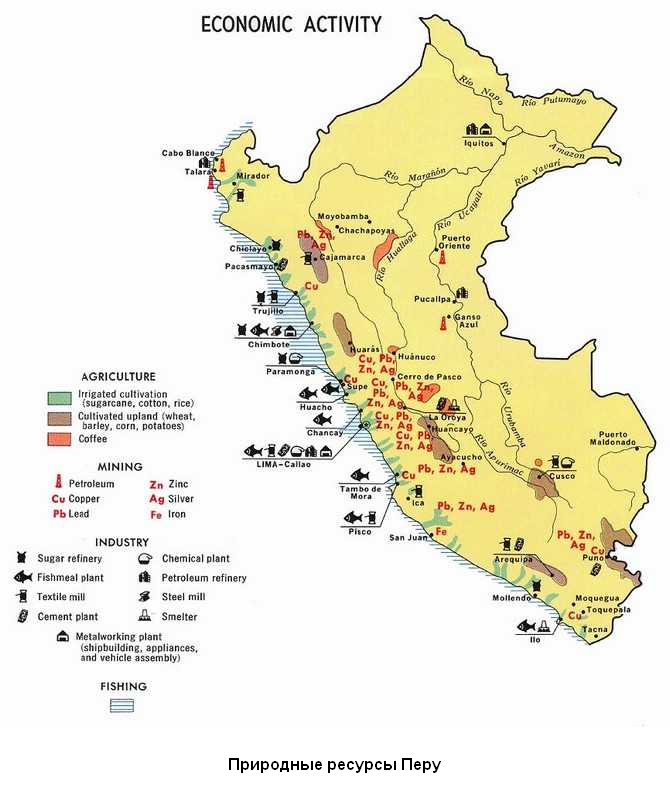 ECONOMIC ACTIVITY
Río Napo
Río Putumayo
Iquitos
Amazon
Río Yavarí
Cabo Blanco
Talara
Mirador
Río Marañón
Río Ucayali
Moyobamba
Chachapoyas
Río Huallaga
Puerto
Oriente
Pb, Zn,
Ag
Chiclayo
Cajamarca
Pacasmayo
Cu
Trujillo
Pucallpa
Ganso
Azul
Chimbote
Huarás
Huánuco
Paramonga
Cu, Pb,
Zn, Ag
Cerro de Pasco
Cu
Supe
Cu,
Pb,
Zn, Ag
Pb, Zn,
Ag
Huacho
La Oroya
Río Urubamba
Chancay
Cu, Pb,
Zn, Ag
Huancayo
Cu, Pb,
Zn, Ag
Río Apurimac
Puerto
Maldonado
LIMA–Callao
Ayacucho
Cu
Pb, Zn, Ag
Cusco
Tambo de
Mora
Ica
Pb, Zn, Ag
Pisco
Fe
San Juan
Pb, Zn,
Ag
Cu
Puno
Arequipa
Mollendo
Moquegua
Toquepala
Cu
Ilo
Tacna
AGRICULTURE
Irrigated cultivation
(sugarcane, cotton, rice)
Cultivated upland (wheat,
barley, corn, potatoes)
Coffee
MINING
Petroleum
Zn Zinc
Cu Copper
Ag Silver
Pb Lead
Fe Iron
INDUSTRY
Sugar refinery
Chemical plant
Fishmeal plant
Petroleum refinery
Textile mill
Steel mill
Cement plant
Smelter
Metalworking plant
(shipbuilding, appliances,
and vehicle assembly)
FISHING
Природные ресурсы Перу